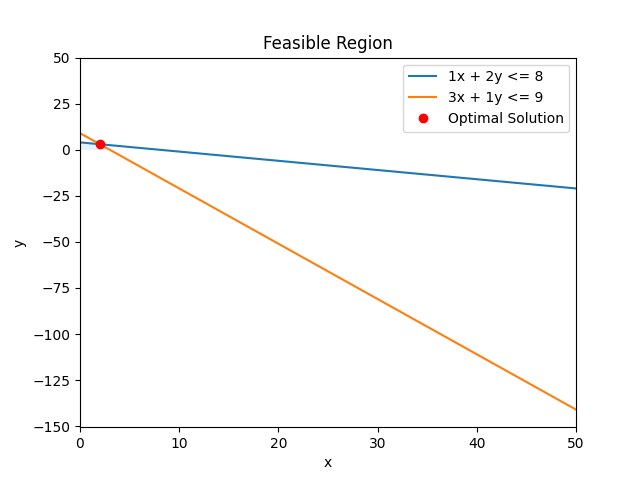 Feasible Region
1x + 2y <= 8
3x + 1y <= 9
Optimal Solution
50
25
0
−25
−50
−75
−100
−125
−150
y
0 10 20 30 40 50
x